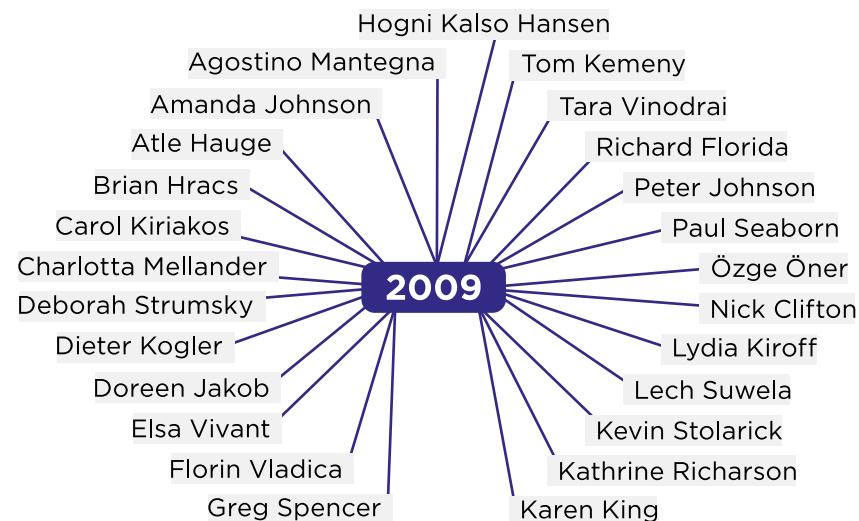 Hogni Kalso Hansen
Agostino Mantegna
Tom Kemeny
Amanda Johnson
Tara Vinodrai
Atle Hauge
Richard Florida
Brian Hracs
Peter Johnson
Carol Kiriakos
Paul Seaborn
Charlotta Mellander
Özge Öner
2009
Deborah Strumsky
Nick Clifton
Dieter Kogler
Lydia Kiroff
Doreen Jakob
Lech Suwela
Elsa Vivant
Kevin Stolarick
Florin Vladica
Kathrine Richarson
Greg Spencer
Karen King